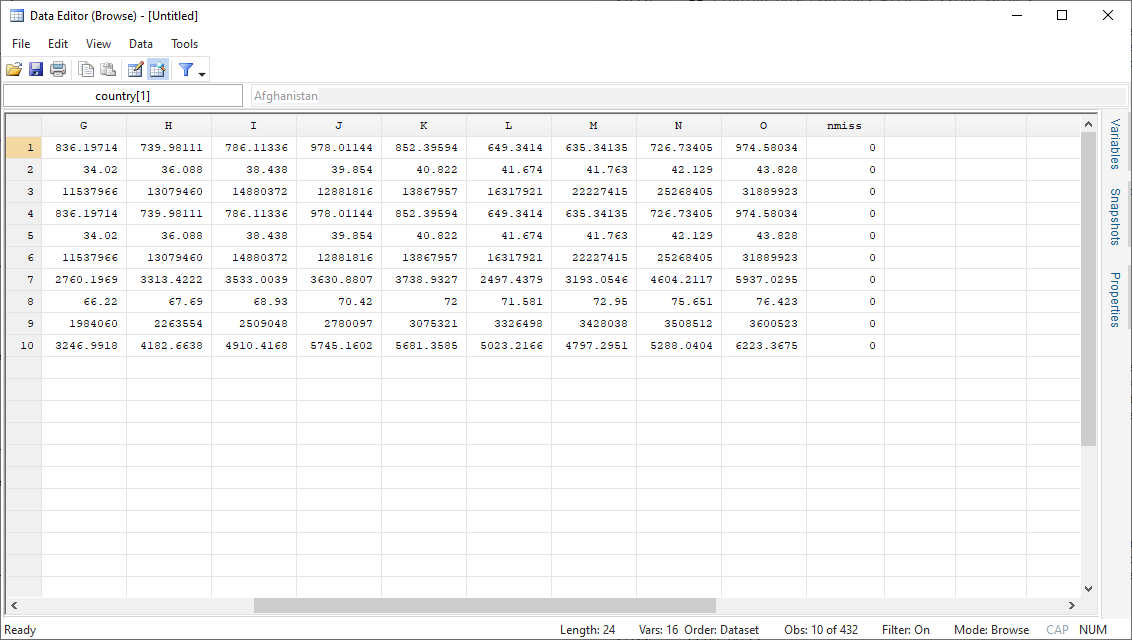 Data Editor (Browse) - [Untitled]
File Edit View Data Tools
country[1] Afghanistan
G H I J K L M N O nmiss
1 836.19714 739.98111 786.11336 978.01144 852.39594 649.3414 635.34135 726.73405 974.58034 0
2 34.02 36.088 38.438 39.854 40.822 41.674 41.763 42.129 43.828 0
3 11537966 13079460 14880372 12881816 13867957 16317921 22227415 25268405 31889923 0
4 836.19714 739.98111 786.11336 978.01144 852.39594 649.3414 635.34135 726.73405 974.58034 0
5 34.02 36.088 38.438 39.854 40.822 41.674 41.763 42.129 43.828 0
6 11537966 13079460 14880372 12881816 13867957 16317921 22227415 25268405 31889923 0
7 2760.1969 3313.4222 3533.0039 3630.8807 3738.9327 2497.4379 3193.0546 4604.2117 5937.0295 0
8 66.22 67.69 68.93 70.42 72 71.581 72.95 75.651 76.423 0
9 1984060 2263554 2509048 2780097 3075321 3326498 3428038 3508512 3600523 0
10 3246.9918 4182.6638 4910.4168 5745.1602 5681.3585 5023.2166 4797.2951 5288.0404 6223.3675 0
Variables
Snapshots
Properties
Ready Length: 24 Vars: 16 Order: Dataset Obs: 10 of 432 Filter: On Mode: Browse CAP NUM